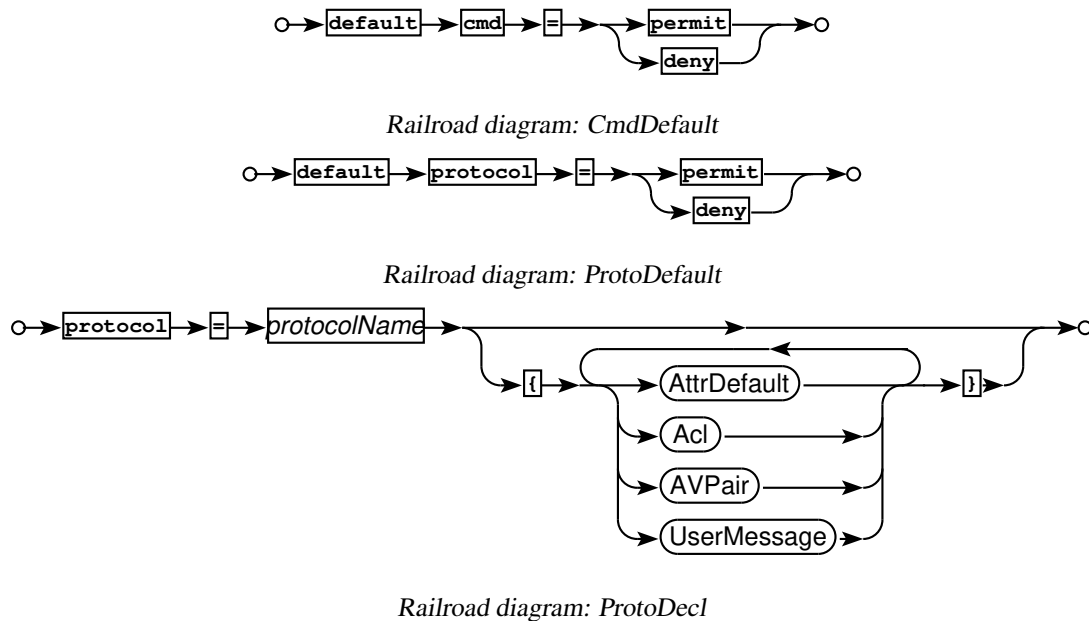 default cmd = permit
deny
Railroad diagram: CmdDefault
default protocol = permit
deny
Railroad diagram: ProtoDefault
protocol = protocolName
{ AttrDefault }
Acl
AVPair
UserMessage
Railroad diagram: ProtoDecl